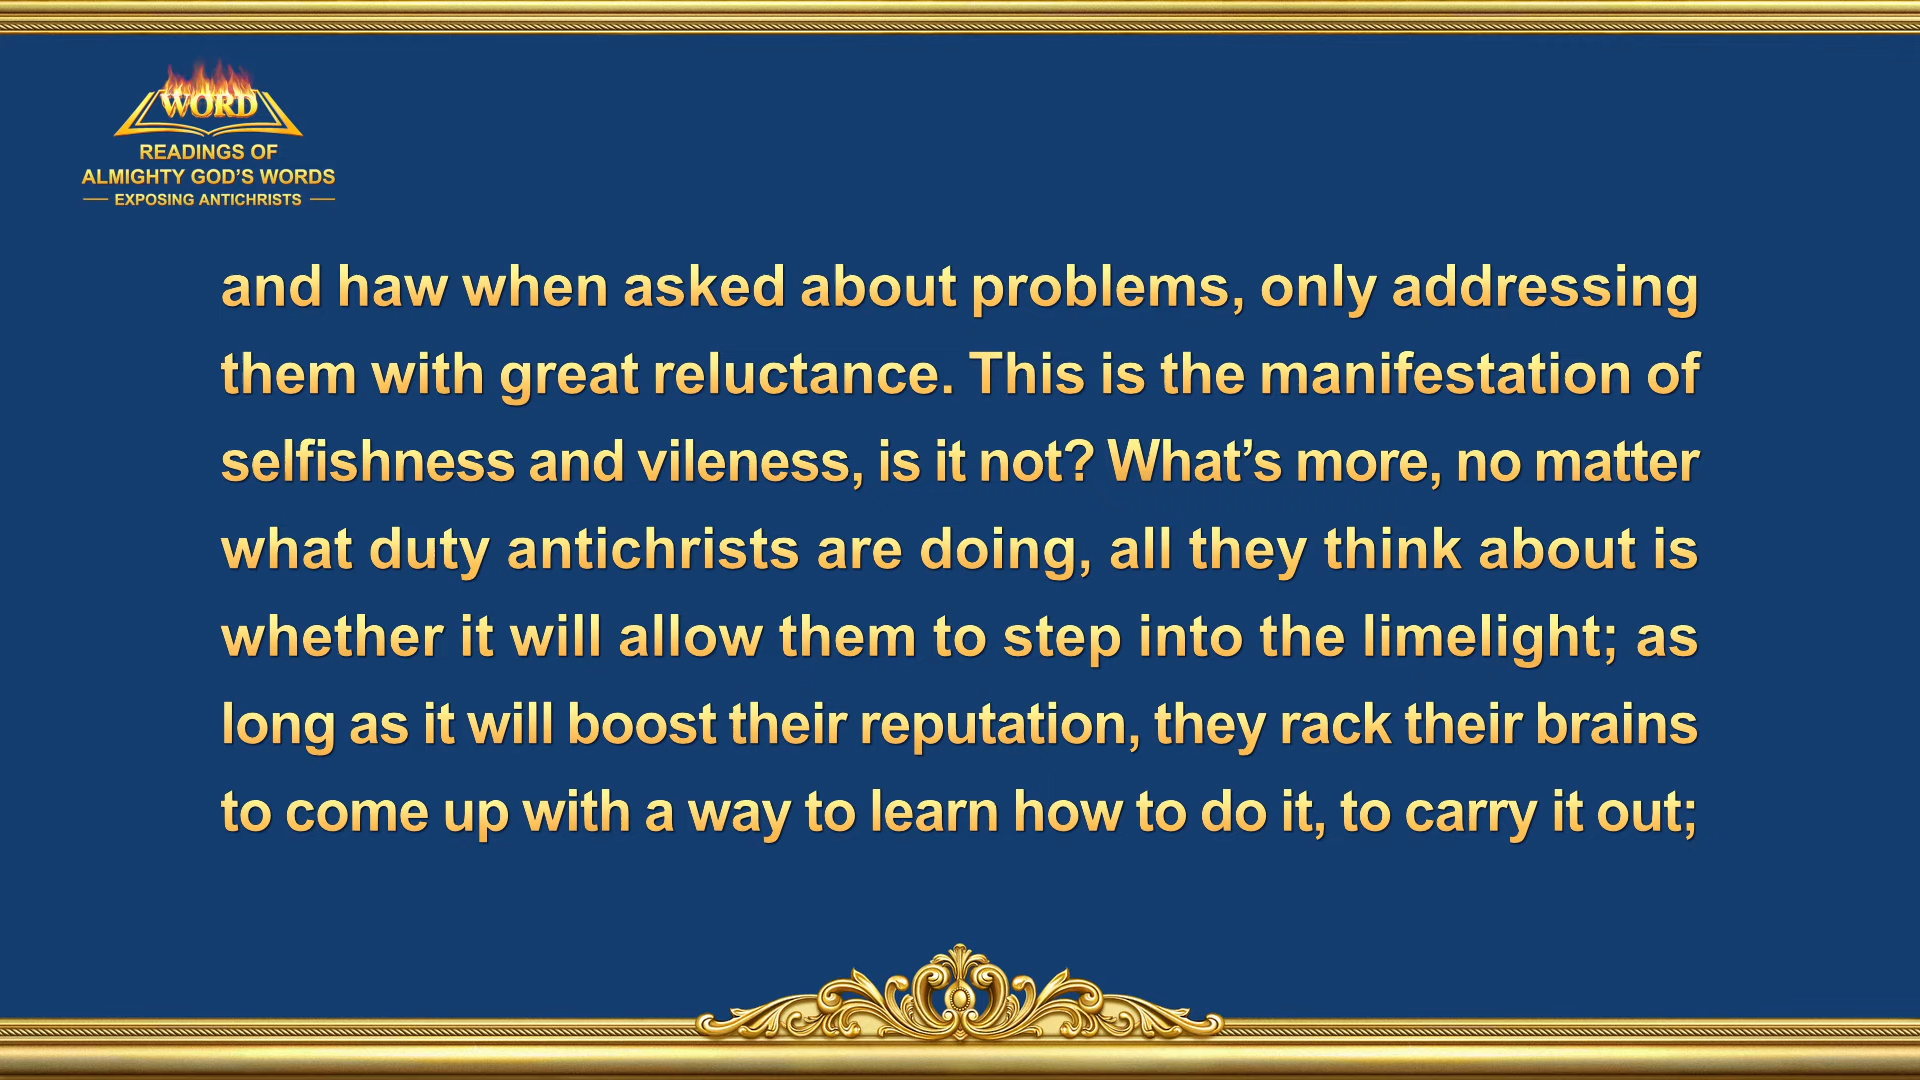 WORD
READINGS OF
ALMIGHTY GOD’S WORDS
EXPOSING ANTICHRISTS
and haw when asked about problems, only addressing
them with great reluctance. This is the manifestation of
selfishness and vileness, is it not? What’s more, no matter
what duty antichrists are doing, all they think about is
whether it will allow them to step into the limelight; as
long as it will boost their reputation, they rack their brains
to come up with a way to learn how to do it, to carry it out;